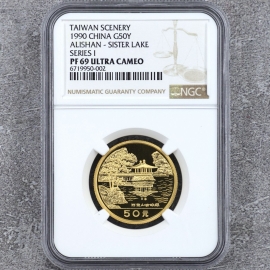 TAIWAN SCENERY
1990 CHINA G50Y
ALISHAN - SISTER LAKE
SERIES I
PF 69 ULTRA CAMEO
6719950-002
NUMISMATIC GUARANTY COMPANY
NGC
50元